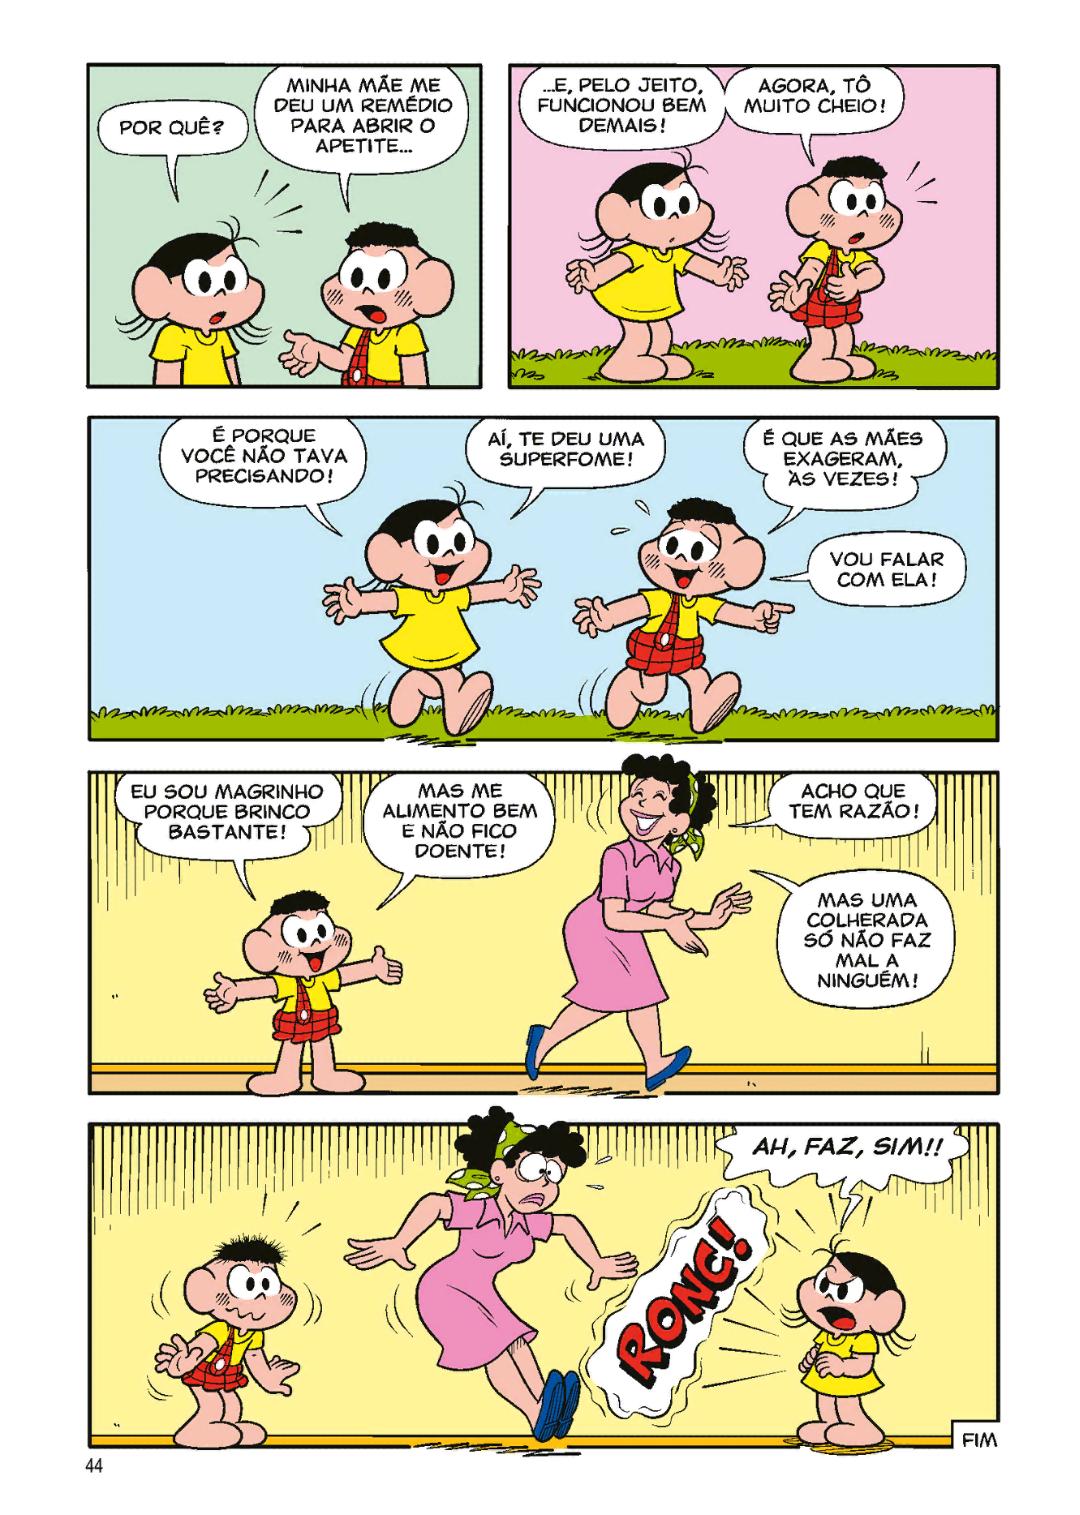 POR QUÊ?
MINHA MÃE ME
DEU UM REMÉDIO
PARA ABRIR O
APETITE...
...E, PELO JEITO,
FUNCIONOU BEM
DEMAIS!
AGORA, TÔ
MUITO CHEIO!
É PORQUE
VOCÊ NÃO TAVA
PRECISANDO!
AÍ, TE DEU UMA
SUPERFOME!
É QUE AS MÃES
EXAGERAM,
ÀS VEZES!
VOU FALAR
COM ELA!
EU SOU MAGRINHO
PORQUE BRINCO
BASTANTE!
MAS ME
ALIMENTO BEM
E NÃO FICO
DOENTE!
ACHO QUE
TEM RAZÃO!
MAS UMA
COLHERADA
SÓ NÃO FAZ
MAL A
NINGUÉM!
AH, FAZ, SIM!!
RONC!
FIM
44